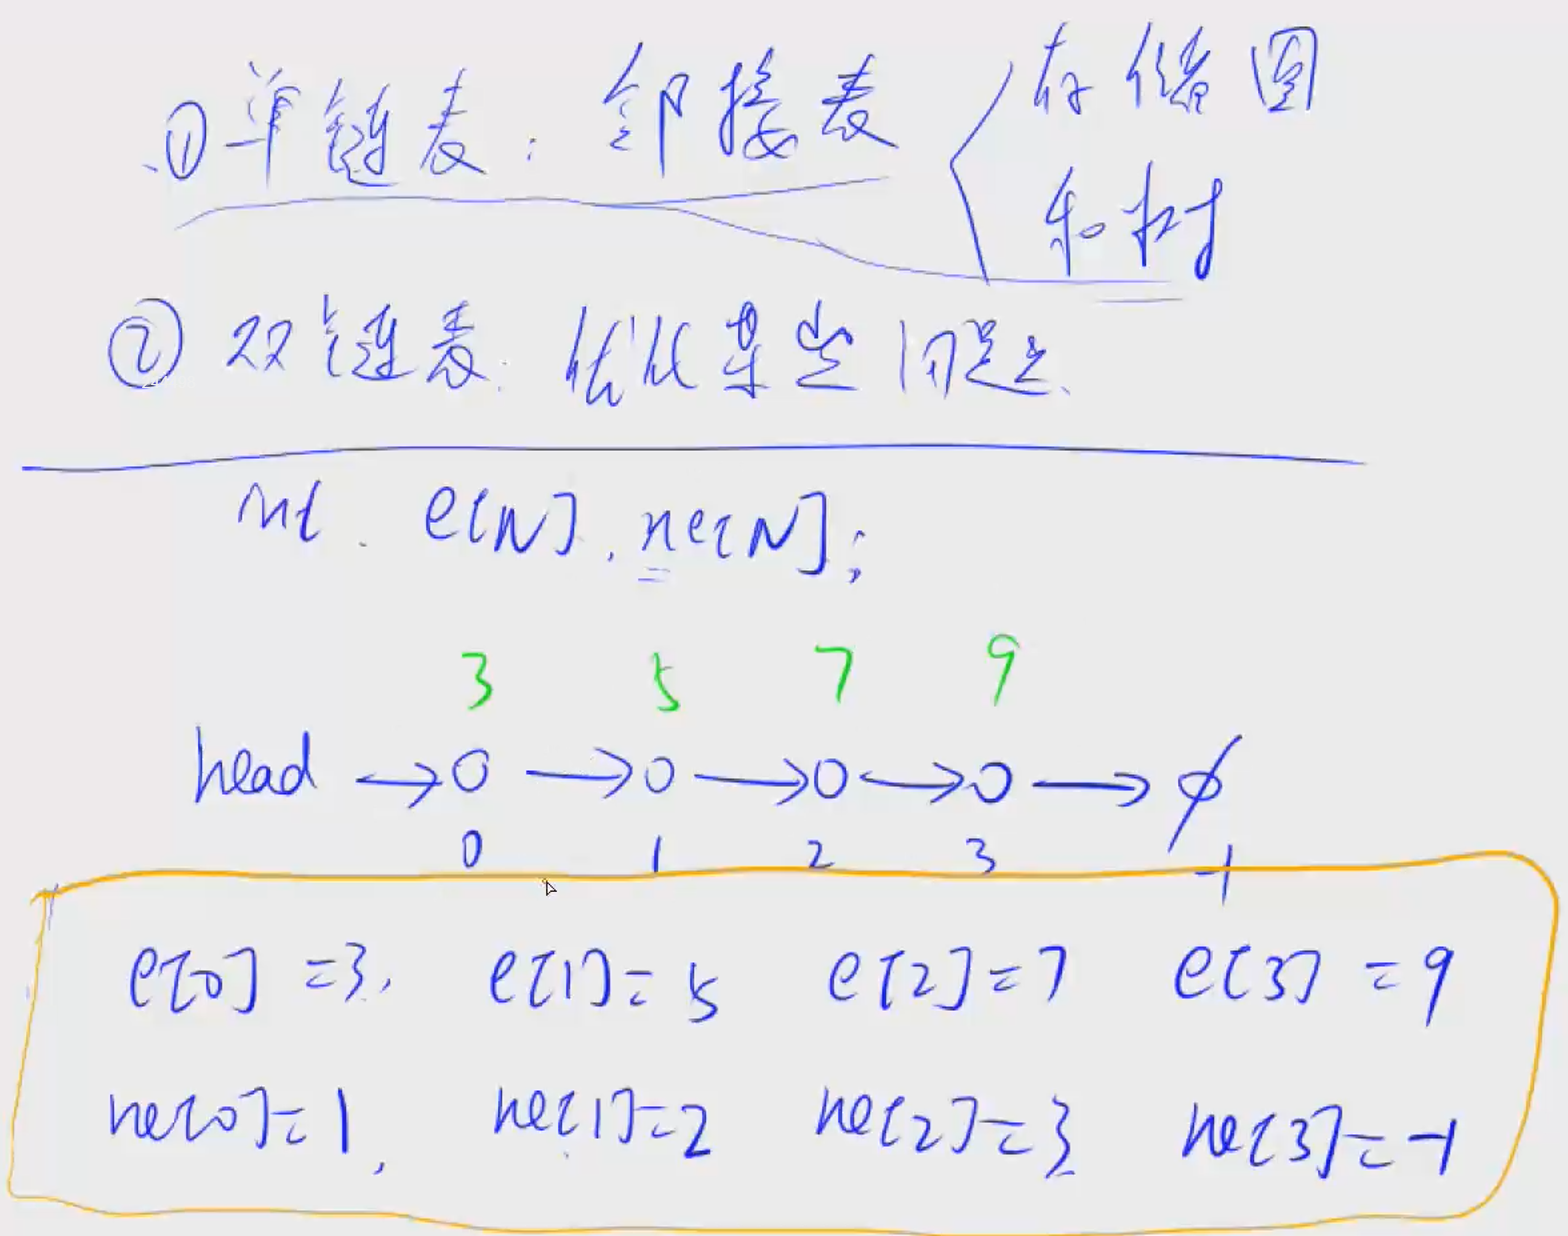 ①单链表：邻接表 存储图
和树
②双链表：优化某些问题
int e[N], ne[N];
3 5 7 9
head → O → O → O → O → ∅
0 1 2 3 -1
e[0]=3, e[1]=5 e[2]=7 e[3]=9
ne[0]=1, ne[1]=2 ne[2]=3 ne[3]=-1